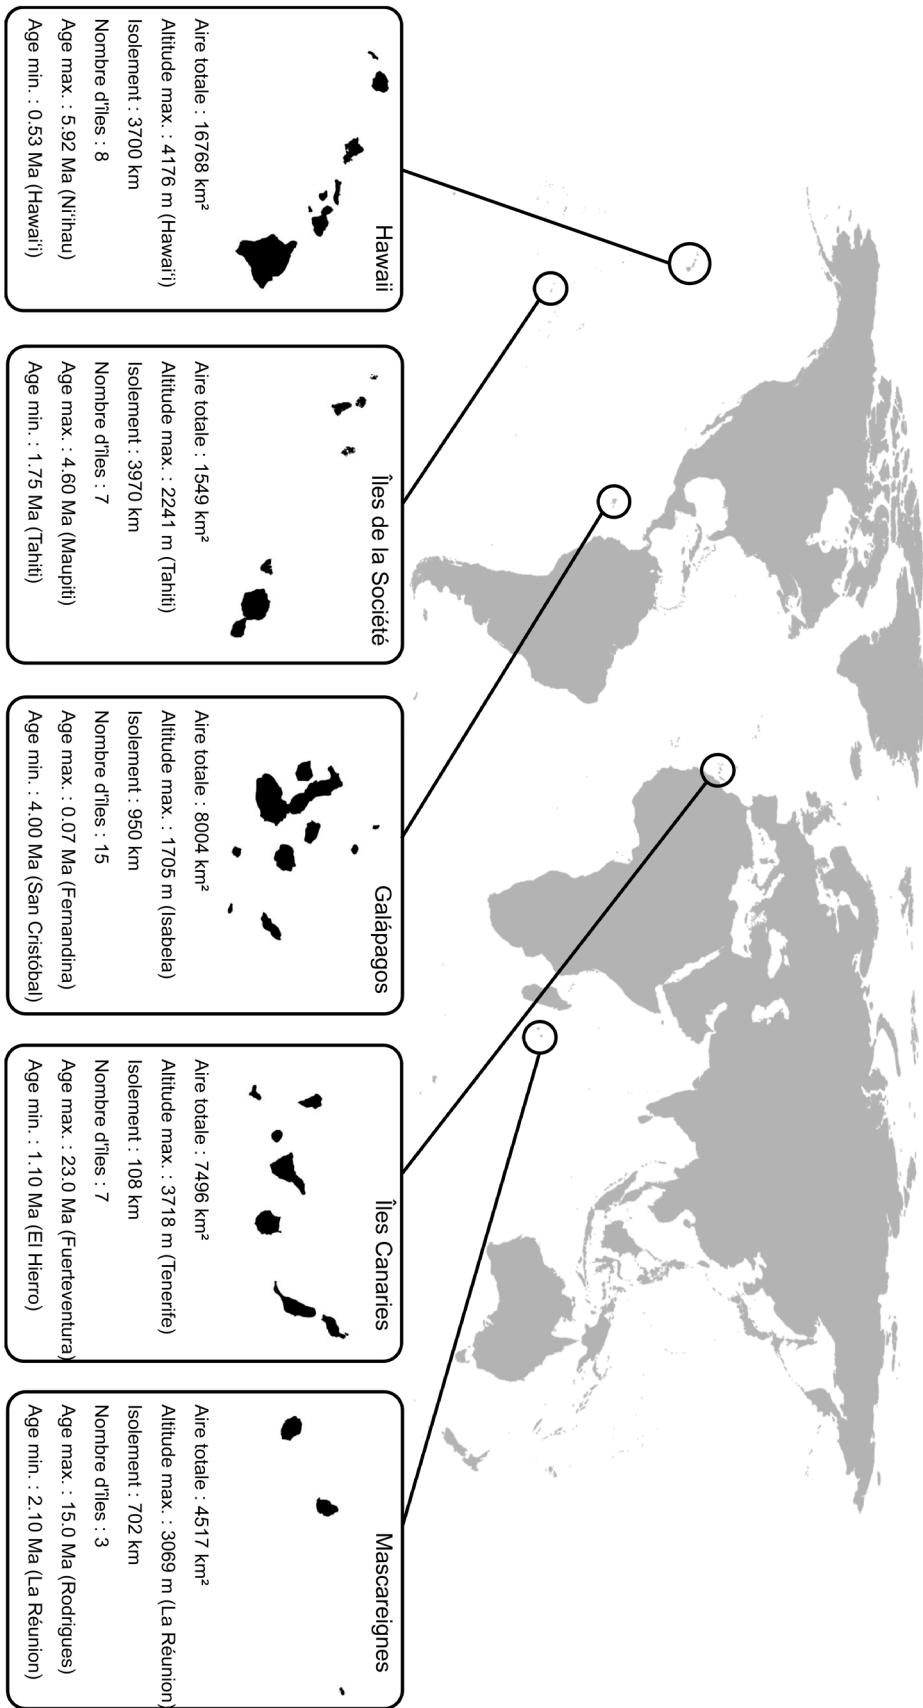 Hawaii
Aire totale : 16768 km²
Altitude max. : 4176 m (Hawai'i)
Isolement : 3700 km
Nombre d'îles : 8
Age max. : 5.92 Ma (Ni'ihau)
Age min. : 0.53 Ma (Hawai'i)
Îles de la Société
Aire totale : 1549 km²
Altitude max. : 2241 m (Tahiti)
Isolement : 3970 km
Nombre d'îles : 7
Age max. : 4.60 Ma (Maupiti)
Age min. : 1.75 Ma (Tahiti)
Galápagos
Aire totale : 8004 km²
Altitude max. : 1705 m (Isabela)
Isolement : 950 km
Nombre d'îles : 15
Age max. : 0.07 Ma (Fernandina)
Age min. : 4.00 Ma (San Cristóbal)
Îles Canaries
Aire totale : 7496 km²
Altitude max. : 3718 m (Tenerife)
Isolement : 108 km
Nombre d'îles : 7
Age max. : 23.0 Ma (Fuerteventura)
Age min. : 1.10 Ma (El Hierro)
Mascareignes
Aire totale : 4517 km²
Altitude max. : 3069 m (La Réunion)
Isolement : 702 km
Nombre d'îles : 3
Age max. : 15.0 Ma (Rodrigues)
Age min. : 2.10 Ma (La Réunion)